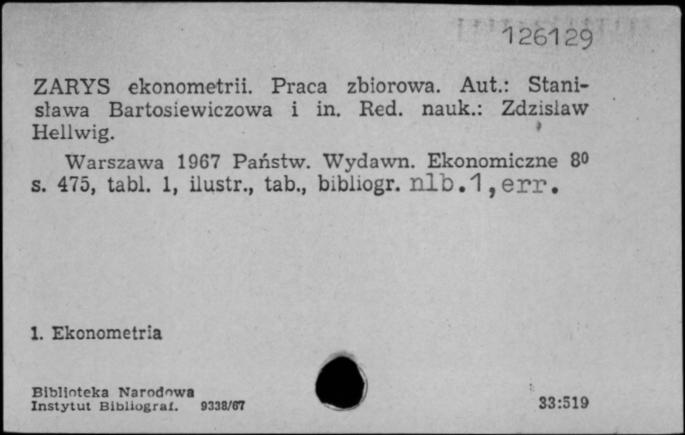 126129
ZARYS ekonometrii. Praca zbiorowa. Aut.: Stani-
sława Bartosiewiczowa i in. Red. nauk.: Zdzisław
Hellwig.
Warszawa 1967 Państw. Wydawn. Ekonomiczne 8⁰
s. 475, tabl. 1, ilustr., tab., bibliogr. nlb.1,err.
1. Ekonometria
Biblioteka Narodowa
Instytut Bibliograf. 9338/67
33:519